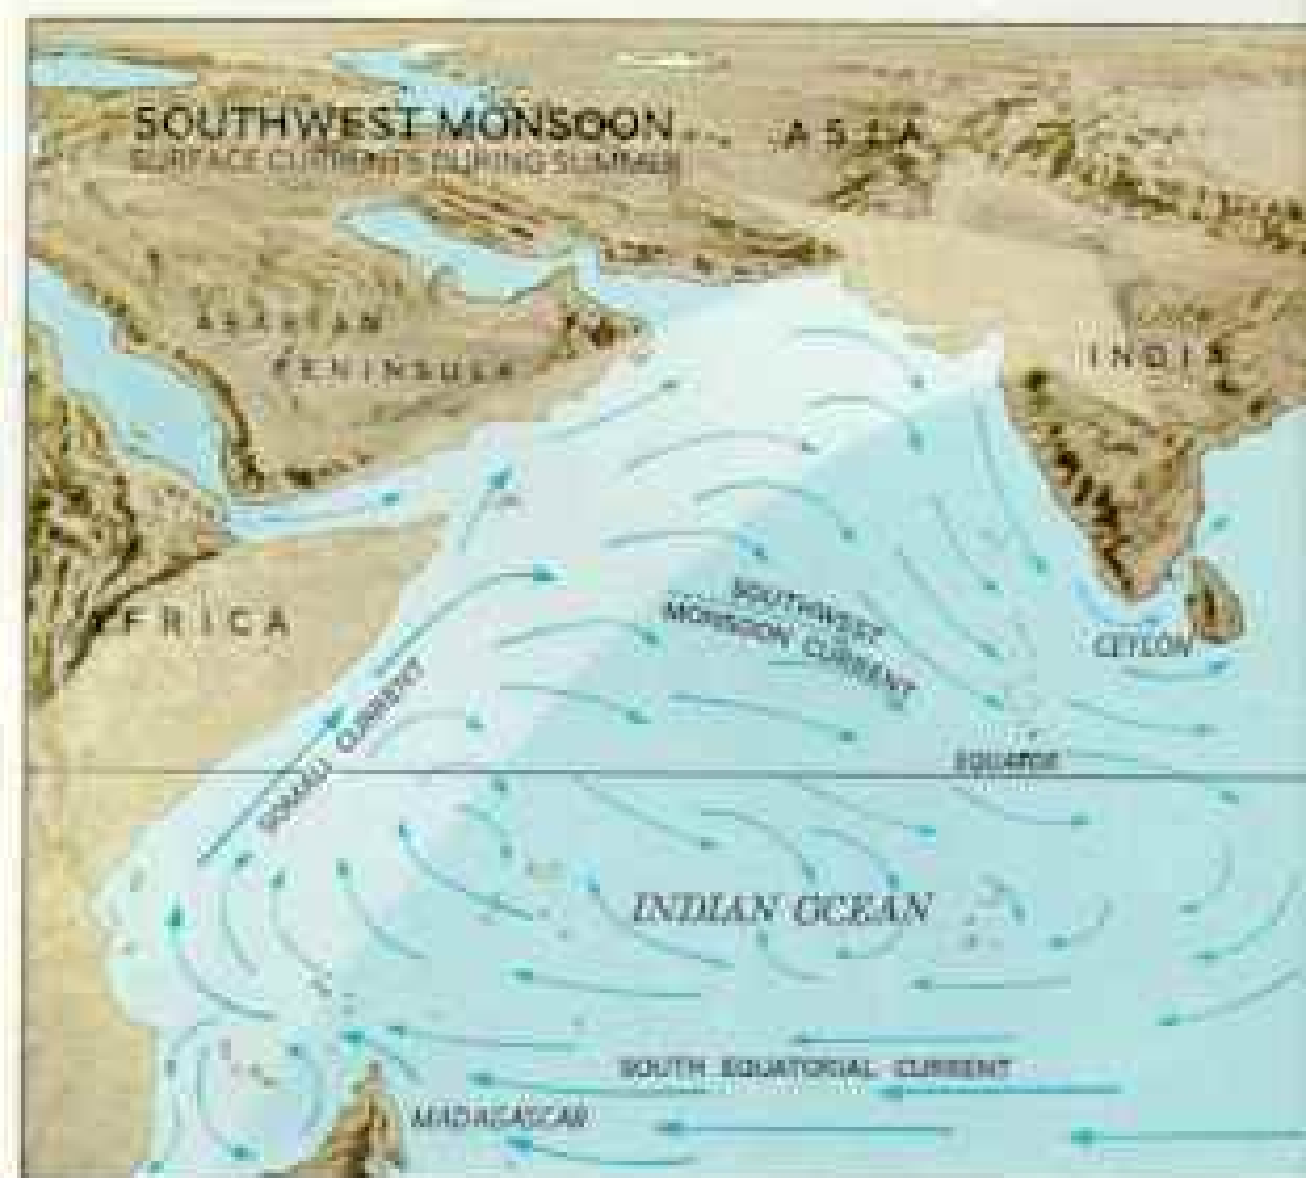 SOUTHWEST MONSOON
SURFACE CURRENTS DURING SUMMER
ASIA
ARABIAN
PENINSULA
INDIA
AFRICA
SOUTHWEST
MONSOON CURRENT
CEYLON
SOMALI CURRENT
EQUATOR
INDIAN OCEAN
SOUTH EQUATORIAL CURRENT
MADAGASCAR